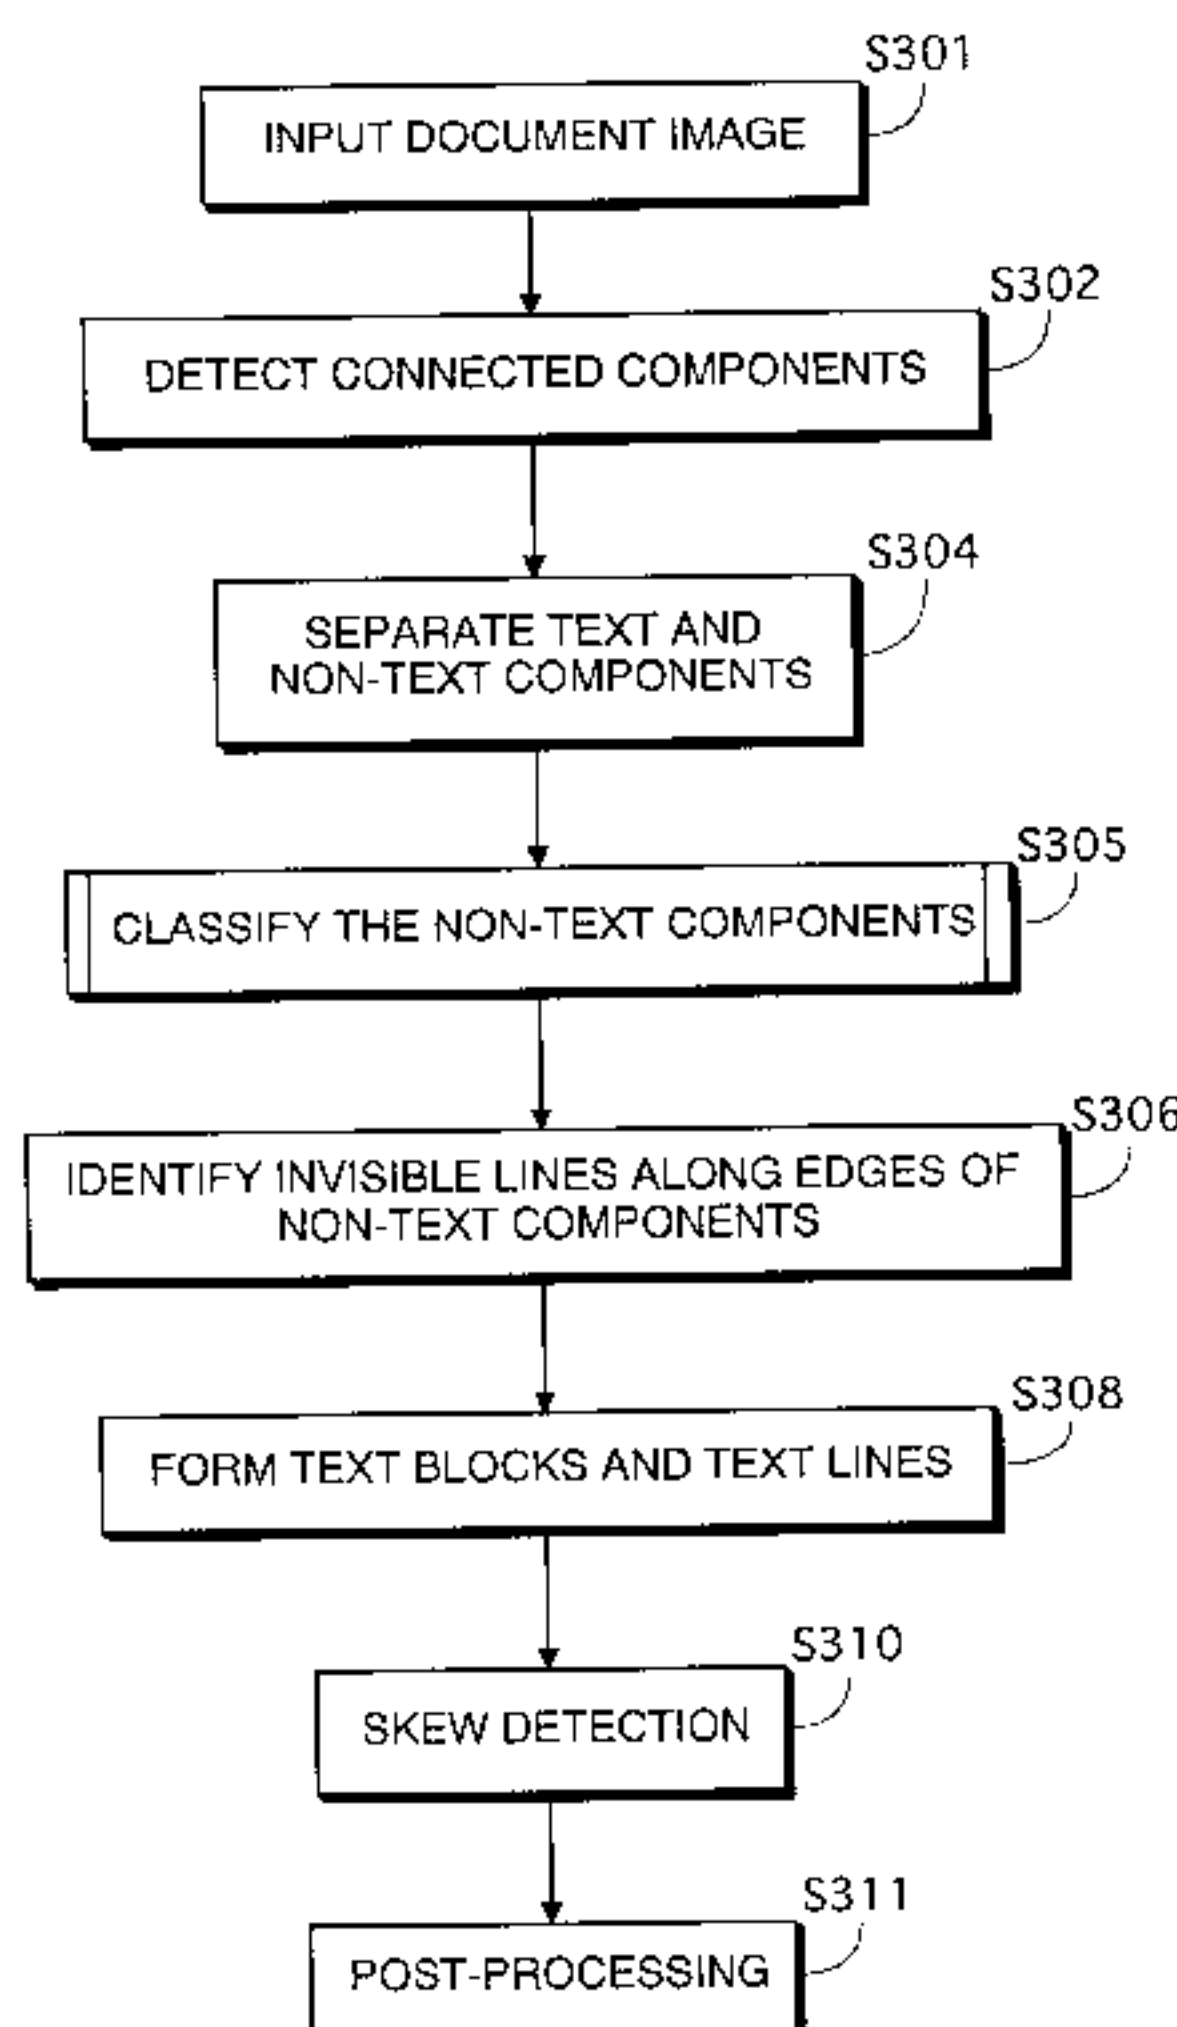 S301
INPUT DOCUMENT IMAGE
S302
DETECT CONNECTED COMPONENTS
S304
SEPARATE TEXT AND
NON-TEXT COMPONENTS
S305
CLASSIFY THE NON-TEXT COMPONENTS
S306
IDENTIFY INVISIBLE LINES ALONG EDGES OF
NON-TEXT COMPONENTS
S308
FORM TEXT BLOCKS AND TEXT LINES
S310
SKEW DETECTION
S311
POST-PROCESSING